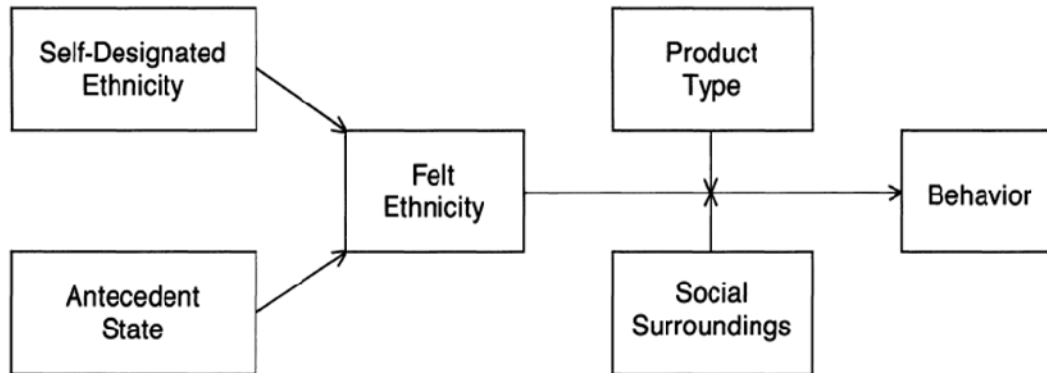 Self-Designated
Ethnicity
Product
Type
Felt
Ethnicity
Behavior
Antecedent
State
Social
Surroundings